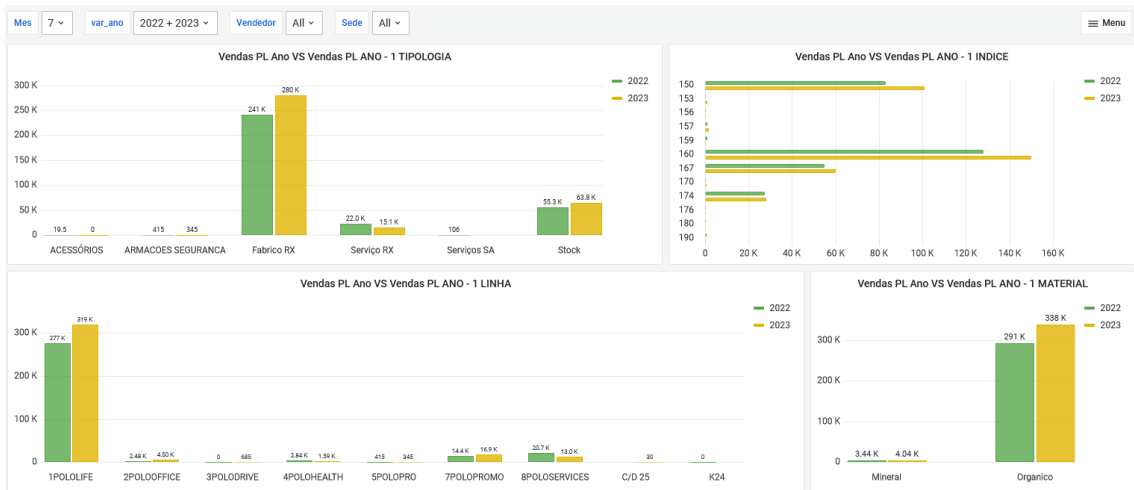 Mes 7 var_ano 2022 + 2023 Vendedor All Sede All Menu
Vendas PL Ano VS Vendas PL ANO - 1 TIPOLOGIA
2022
2023
300 K
250 K
200 K
150 K
100 K
50 K
0
19.5 0 415 345 241 K 280 K 22.0 K 15.1 K 106 55.3 K 63.8 K
ACESSÓRIOS ARMACOES SEGURANCA Fabrico RX Serviço RX Serviços SA Stock
Vendas PL Ano VS Vendas PL ANO - 1 INDICE
2022
2023
150
153
156
157
159
160
167
170
174
176
180
190
0 20 K 40 K 60 K 80 K 100 K 120 K 140 K 160 K
Vendas PL Ano VS Vendas PL ANO - 1 LINHA
2022
2023
300 K
200 K
100 K
0
277 K 319 K 2.48 K 4.50 K 0 685 2.84 K 1.59 K 415 345 14.4 K 16.9 K 20.7 K 13.0 K 30 0
1POLOLIFE 2POLOOFFICE 3POLODRIVE 4POLOHEALTH 5POLOPRO 7POLOPROMO 8POLOSERVICES C/D 25 K24
Vendas PL Ano VS Vendas PL ANO - 1 MATERIAL
2022
2023
300 K
200 K
100 K
0
3.44 K 4.04 K 291 K 338 K
Mineral Organico